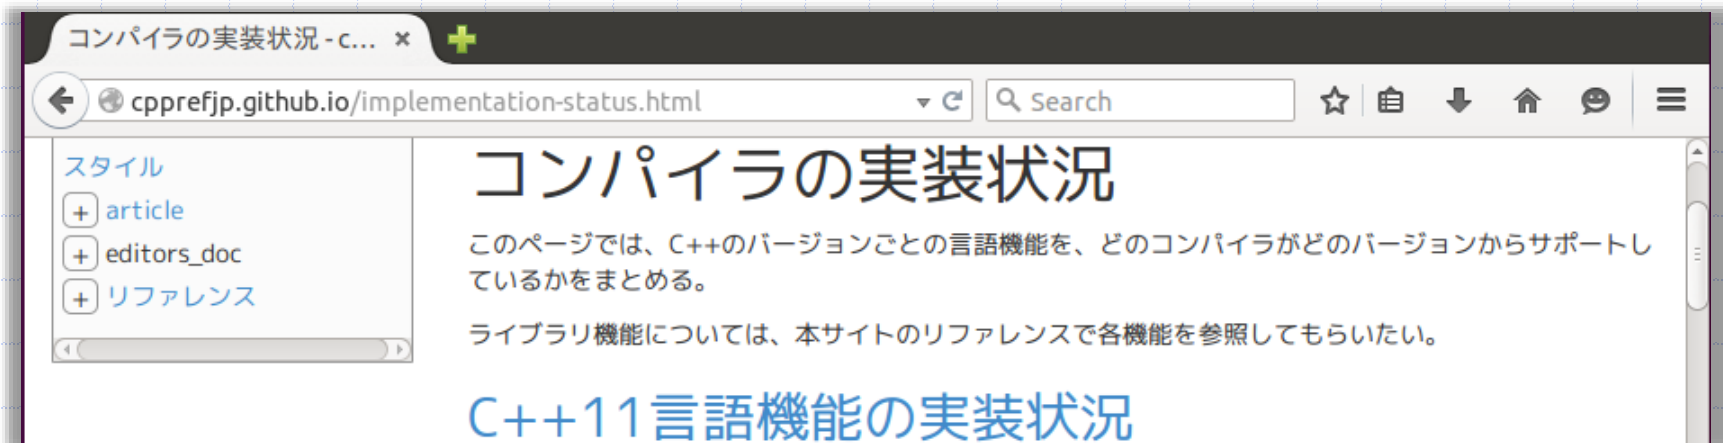 コンパイラの実装状況 - c...
cpprefjp.github.io/implementation-status.html
Search
スタイル
article
editors_doc
リファレンス
コンパイラの実装状況
このページでは、C++のバージョンごとの言語機能を、どのコンパイラがどのバージョンからサポートし
ているかをまとめる。
ライブラリ機能については、本サイトのリファレンスで各機能を参照してもらいたい。
C++11言語機能の実装状況